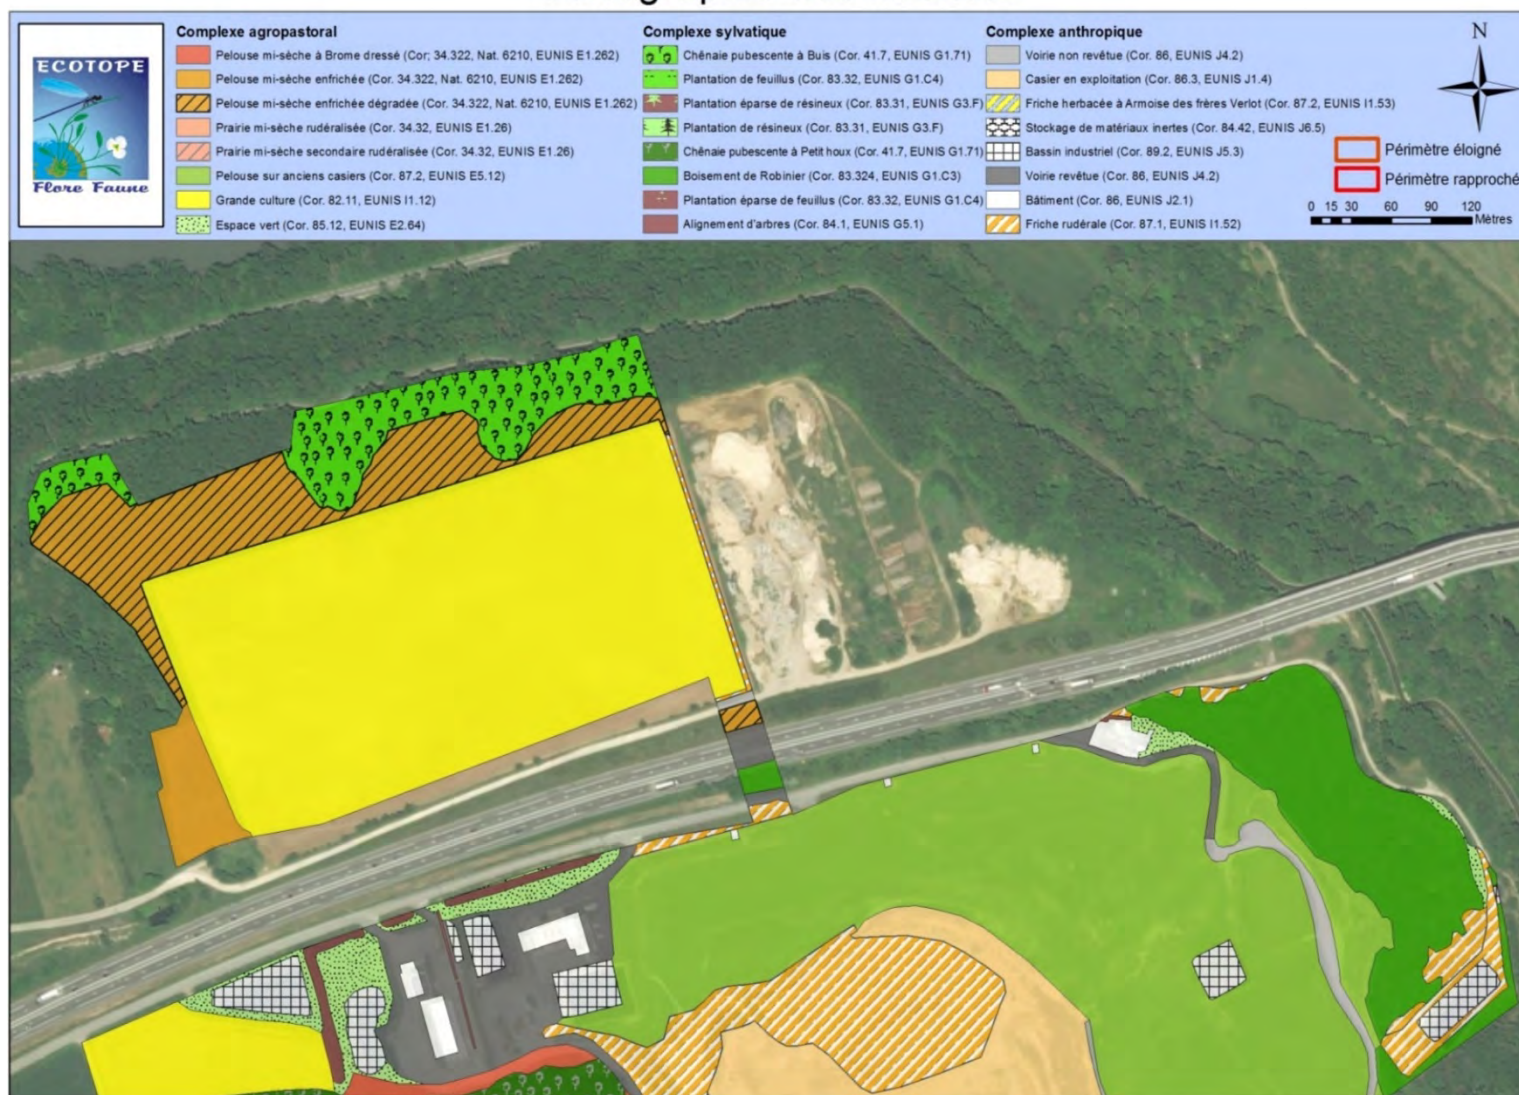 ECOTOPE
Flore Faune
Complexe agropastoral
Pelouse mi-sèche à Brome dressé (Cor; 34.322, Nat. 6210, EUNIS E1.262)
Pelouse mi-sèche enfrichée (Cor. 34.322, Nat. 6210, EUNIS E1.262)
Pelouse mi-sèche enfrichée dégradée (Cor. 34.322, Nat. 6210, EUNIS E1.262)
Prairie mi-sèche rudéralisée (Cor. 34.32, EUNIS E1.26)
Prairie mi-sèche secondaire rudéralisée (Cor. 34.32, EUNIS E1.26)
Pelouse sur anciens casiers (Cor. 87.2, EUNIS E5.12)
Grande culture (Cor. 82.11, EUNIS I1.12)
Espace vert (Cor. 85.12, EUNIS E2.64)
Complexe sylvatique
Chênaie pubescente à Buis (Cor. 41.7, EUNIS G1.71)
Plantation de feuillus (Cor. 83.32, EUNIS G1.C4)
Plantation éparse de résineux (Cor. 83.31, EUNIS G3.F)
Plantation de résineux (Cor. 83.31, EUNIS G3.F)
Chênaie pubescente à Petit houx (Cor. 41.7, EUNIS G1.71)
Boisement de Robinier (Cor. 83.324, EUNIS G1.C3)
Plantation éparse de feuillus (Cor. 83.32, EUNIS G1.C4)
Alignement d'arbres (Cor. 84.1, EUNIS G5.1)
Complexe anthropique
Voirie non revêtue (Cor. 86, EUNIS J4.2)
Casier en exploitation (Cor. 86.3, EUNIS J1.4)
Friche herbacée à Armoise des frères Verlot (Cor. 87.2, EUNIS I1.53)
Stockage de matériaux inertes (Cor. 84.42, EUNIS J6.5)
Bassin industriel (Cor. 89.2, EUNIS J5.3)
Voirie revêtue (Cor. 86, EUNIS J4.2)
Bâtiment (Cor. 86, EUNIS J2.1)
Friche rudérale (Cor. 87.1, EUNIS I1.52)
N
Périmètre éloigné
Périmètre rapproché
0 15 30 60 90 120
Mètres